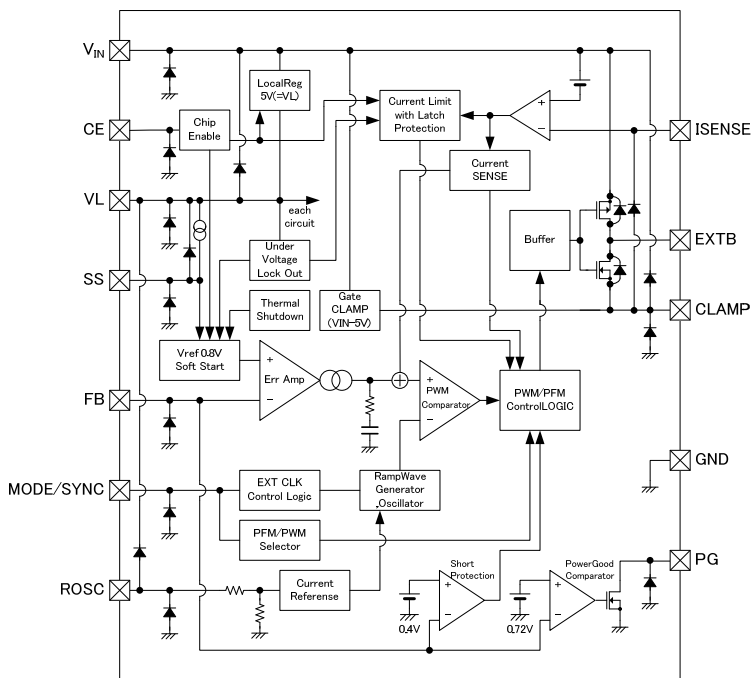 VIN
CE
VL
SS
FB
MODE/SYNC
ROSC
LocalReg
5V(=VL)
Chip
Enable
Current Limit
with Latch
Protection
+
−
ISENSE
Current
SENSE
each
circuit
Under
Voltage
Lock Out
Buffer
EXTB
Thermal
Shutdown
Gate
CLAMP
(VIN-5V)
CLAMP
Vref 0.8V
Soft Start
+
Err Amp
−
+
PWM
Comparator
−
PWM/PFM
ControlLOGIC
GND
EXT CLK
Control Logic
RampWave
Generator
.Oscillator
PFM/PWM
Selector
Current
Referense
Short
Protection
+
−
0.4V
PowerGood
Comparator
+
−
0.72V
PG